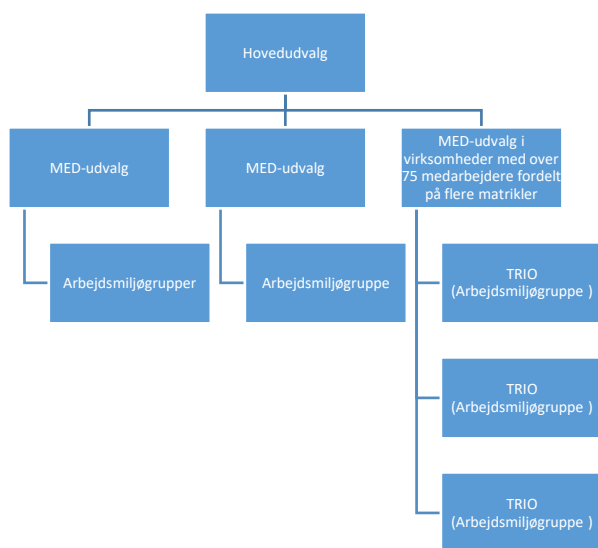 Hovedudvalg
MED-udvalg
MED-udvalg
MED-udvalg i
virksomheder med over
75 medarbejdere fordelt
på flere matrikler
Arbejdsmiljøgrupper
Arbejdsmiljøgruppe
TRIO
(Arbejdsmiljøgruppe )
TRIO
(Arbejdsmiljøgruppe )
TRIO
(Arbejdsmiljøgruppe )